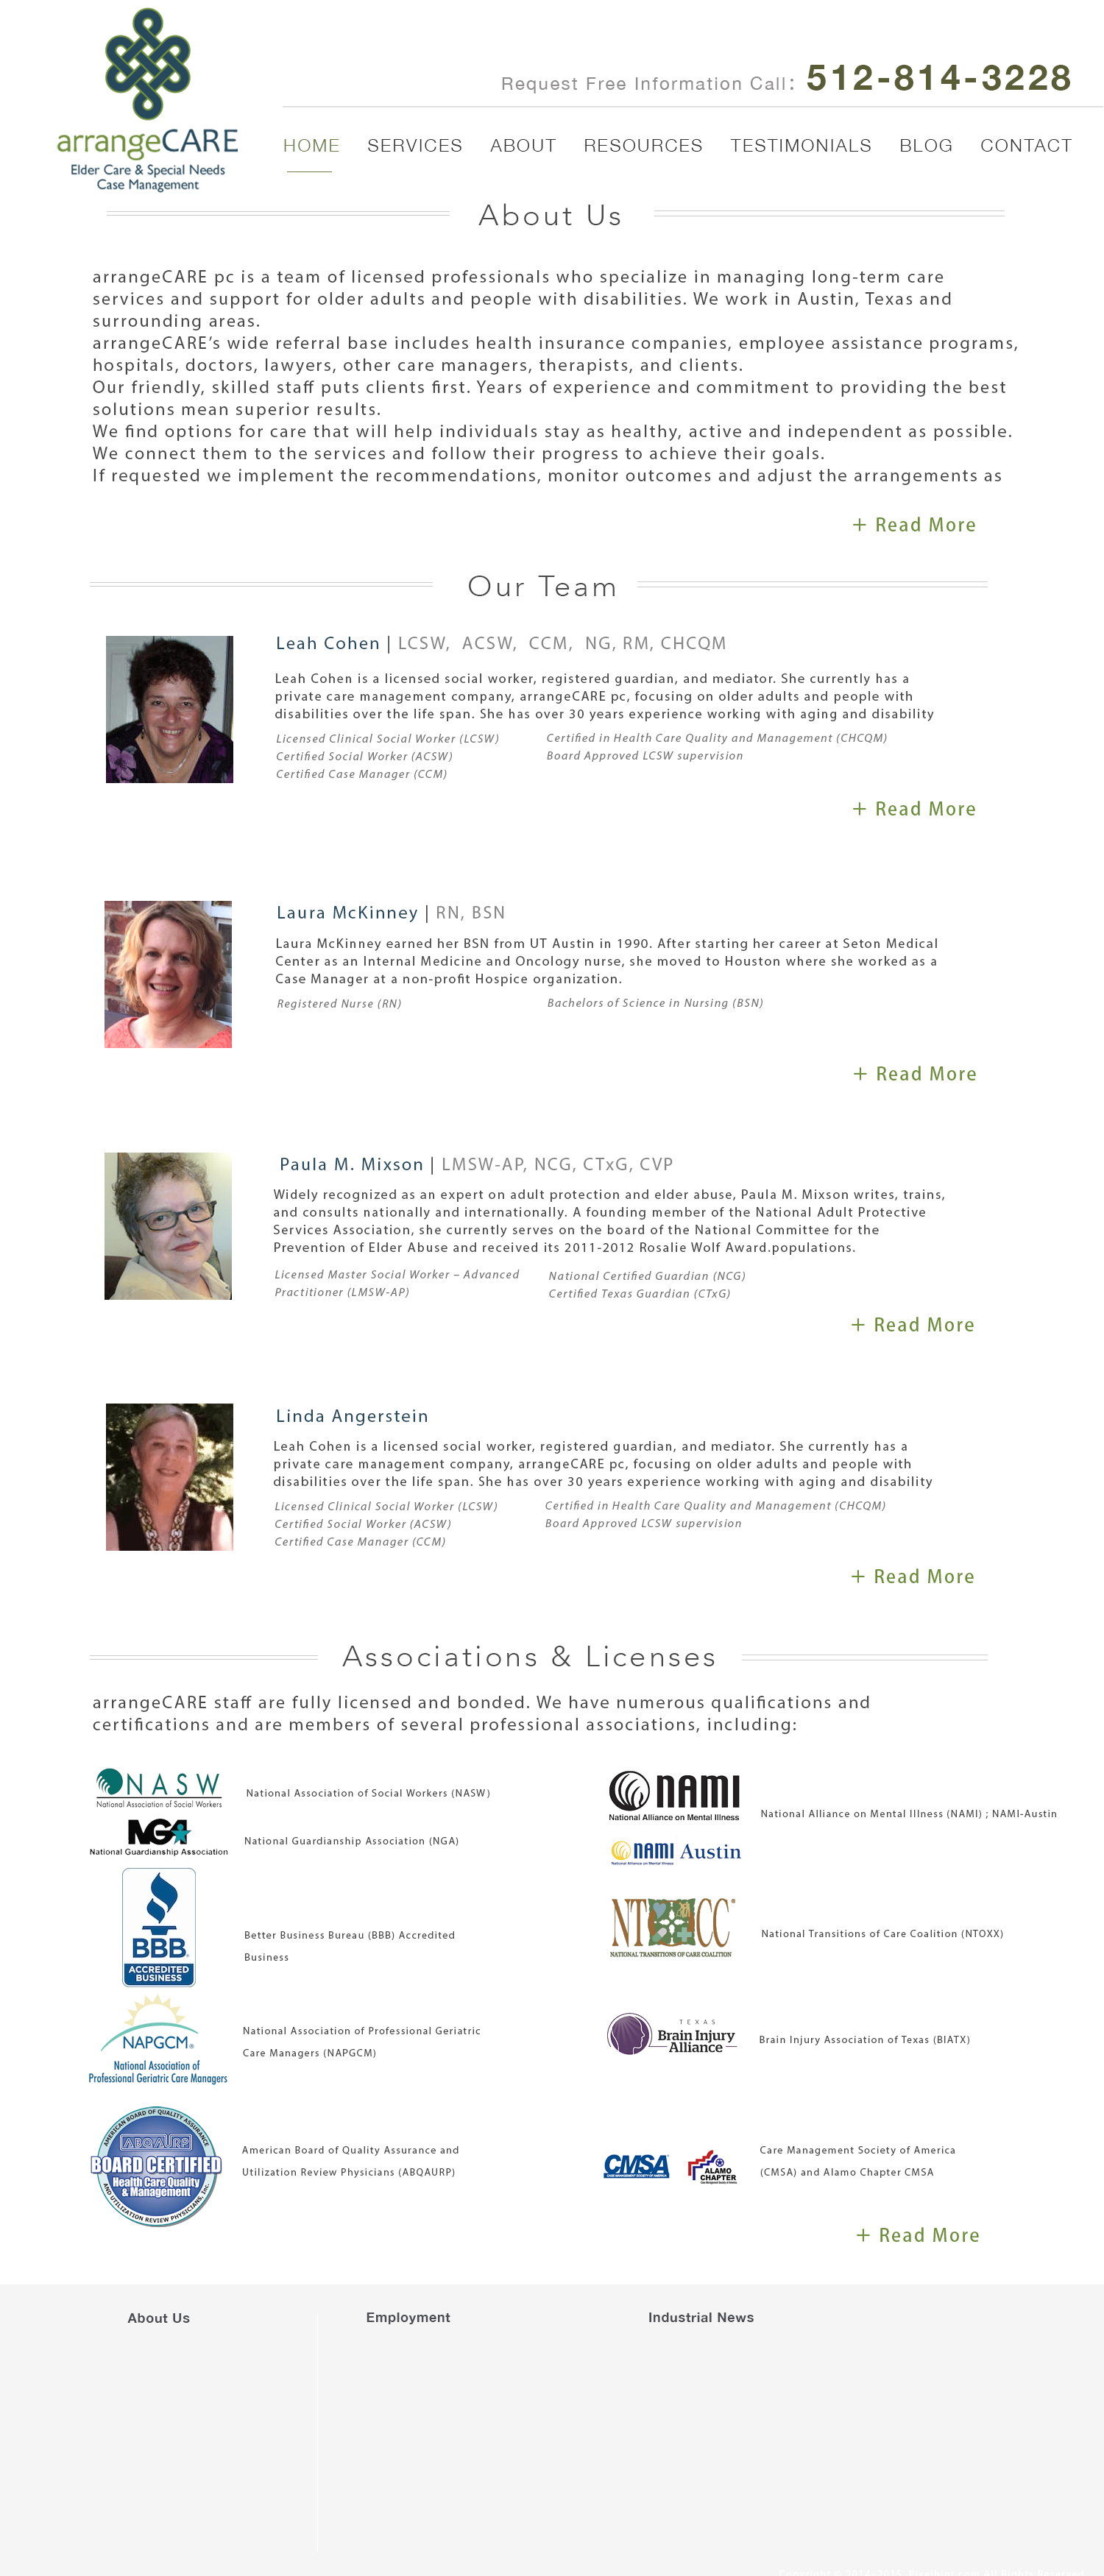 arrangeCARE
Elder Care & Special Needs
Case Management
Request Free Information Call: 512-814-3228
HOME SERVICES ABOUT RESOURCES TESTIMONIALS BLOG CONTACT
About Us
arrangeCARE pc is a team of licensed professionals who specialize in managing long-term care
services and support for older adults and people with disabilities. We work in Austin, Texas and
surrounding areas.
arrangeCARE’s wide referral base includes health insurance companies, employee assistance programs,
hospitals, doctors, lawyers, other care managers, therapists, and clients.
Our friendly, skilled staff puts clients first. Years of experience and commitment to providing the best
solutions mean superior results.
We find options for care that will help individuals stay as healthy, active and independent as possible.
We connect them to the services and follow their progress to achieve their goals.
If requested we implement the recommendations, monitor outcomes and adjust the arrangements as
+ Read More
Our Team
Leah Cohen | LCSW, ACSW, CCM, NG, RM, CHCQM
Leah Cohen is a licensed social worker, registered guardian, and mediator. She currently has a
private care management company, arrangeCARE pc, focusing on older adults and people with
disabilities over the life span. She has over 30 years experience working with aging and disability
Licensed Clinical Social Worker (LCSW)
Certified Social Worker (ACSW)
Certified Case Manager (CCM)
Certified in Health Care Quality and Management (CHCQM)
Board Approved LCSW supervision
+ Read More
Laura McKinney | RN, BSN
Laura McKinney earned her BSN from UT Austin in 1990. After starting her career at Seton Medical
Center as an Internal Medicine and Oncology nurse, she moved to Houston where she worked as a
Case Manager at a non-profit Hospice organization.
Registered Nurse (RN)
Bachelors of Science in Nursing (BSN)
+ Read More
Paula M. Mixson | LMSW-AP, NCG, CTxG, CVP
Widely recognized as an expert on adult protection and elder abuse, Paula M. Mixson writes, trains,
and consults nationally and internationally. A founding member of the National Adult Protective
Services Association, she currently serves on the board of the National Committee for the
Prevention of Elder Abuse and received its 2011-2012 Rosalie Wolf Award.populations.
Licensed Master Social Worker – Advanced
Practitioner (LMSW-AP)
National Certified Guardian (NCG)
Certified Texas Guardian (CTxG)
+ Read More
Linda Angerstein
Leah Cohen is a licensed social worker, registered guardian, and mediator. She currently has a
private care management company, arrangeCARE pc, focusing on older adults and people with
disabilities over the life span. She has over 30 years experience working with aging and disability
Licensed Clinical Social Worker (LCSW)
Certified Social Worker (ACSW)
Certified Case Manager (CCM)
Certified in Health Care Quality and Management (CHCQM)
Board Approved LCSW supervision
+ Read More
Associations & Licenses
arrangeCARE staff are fully licensed and bonded. We have numerous qualifications and
certifications and are members of several professional associations, including:
NASW
National Association of Social Workers
National Association of Social Workers (NASW)
NGA
National Guardianship Association
National Guardianship Association (NGA)
BBB
ACCREDITED
BUSINESS
Better Business Bureau (BBB) Accredited
Business
NAPGCM®
National Association of
Professional Geriatric Care Managers
National Association of Professional Geriatric
Care Managers (NAPGCM)
AMERICAN BOARD OF QUALITY ASSURANCE
ABQAURP
BOARD CERTIFIED
Health Care Quality
& Management
AND UTILIZATION REVIEW PHYSICIANS, INC.
American Board of Quality Assurance and
Utilization Review Physicians (ABQAURP)
nami
National Alliance on Mental Illness
nami Austin
National Alliance on Mental Illness
National Alliance on Mental Illness (NAMI) ; NAMI-Austin
NTOCC®
NATIONAL TRANSITIONS OF CARE COALITION
National Transitions of Care Coalition (NTOXX)
TEXAS
Brain Injury
Alliance
Brain Injury Association of Texas (BIATX)
CMSA
CASE MANAGEMENT SOCIETY OF AMERICA
ALAMO
CHAPTER
Case Management Society of America
Care Management Society of America
(CMSA) and Alamo Chapter CMSA
+ Read More
About Us
Employment
Industrial News